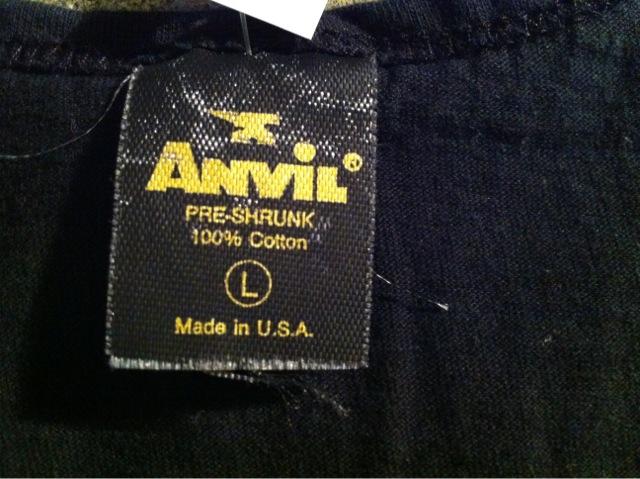 ANViL®
PRE-SHRUNK
100% Cotton
L
Made in U.S.A.